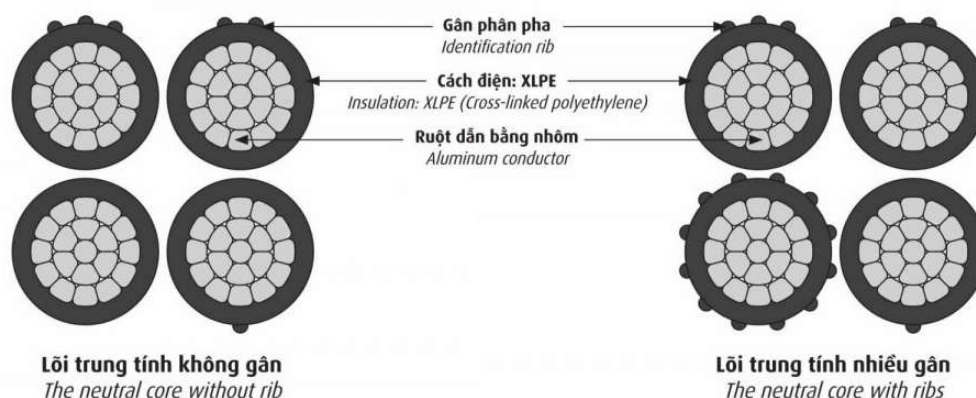 Gân phân pha
Identification rib
Cách điện: XLPE
Insulation: XLPE (Cross-linked polyethylene)
Ruột dẫn bằng nhôm
Aluminum conductor
Lõi trung tính không gân
The neutral core without rib
Lõi trung tính nhiều gân
The neutral core with ribs